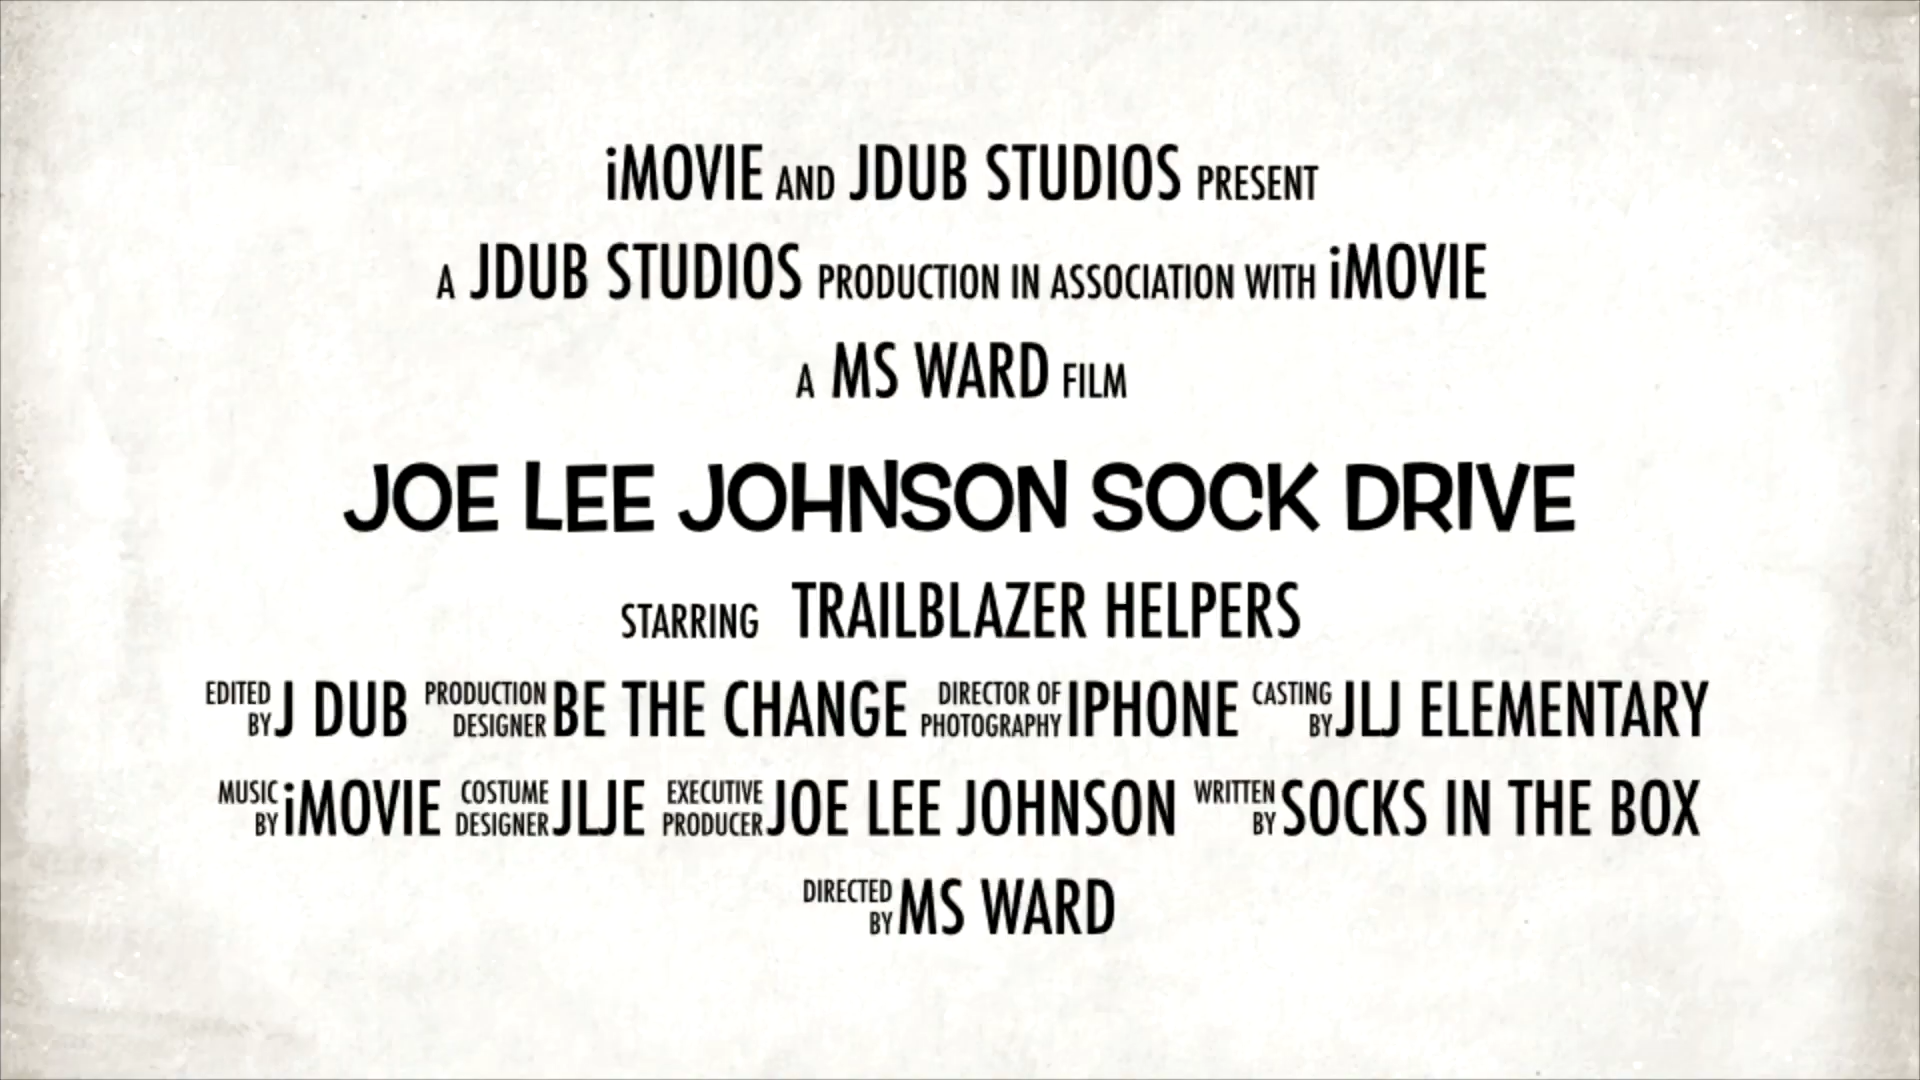 iMOVIE AND JDUB STUDIOS PRESENT
A JDUB STUDIOS PRODUCTION IN ASSOCIATION WITH iMOVIE
A MS WARD FILM
JOE LEE JOHNSON SOCK DRIVE
STARRING TRAILBLAZER HELPERS
EDITED BY J DUB PRODUCTION DESIGNER BE THE CHANGE DIRECTOR OF PHOTOGRAPHY IPHONE CASTING BY JLJ ELEMENTARY
MUSIC BY iMOVIE COSTUME DESIGNER JLJE EXECUTIVE PRODUCER JOE LEE JOHNSON WRITTEN BY SOCKS IN THE BOX
DIRECTED BY MS WARD